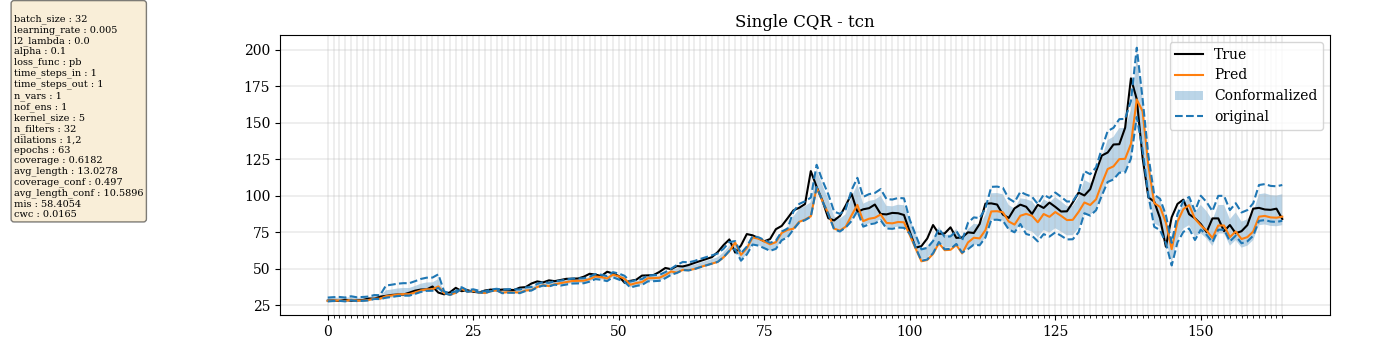 batch_size : 32
learning_rate : 0.005
l2_lambda : 0.0
alpha : 0.1
loss_func : pb
time_steps_in : 1
time_steps_out : 1
n_vars : 1
nof_ens : 1
kernel_size : 5
n_filters : 32
dilations : 1,2
epochs : 63
coverage : 0.6182
avg_length : 13.0278
coverage_conf : 0.497
avg_length_conf : 10.5896
mis : 58.4054
cwc : 0.0165
Single CQR - tcn
200
175
150
125
100
75
50
25
0
25
50
75
100
125
150
True
Pred
Conformalized
original